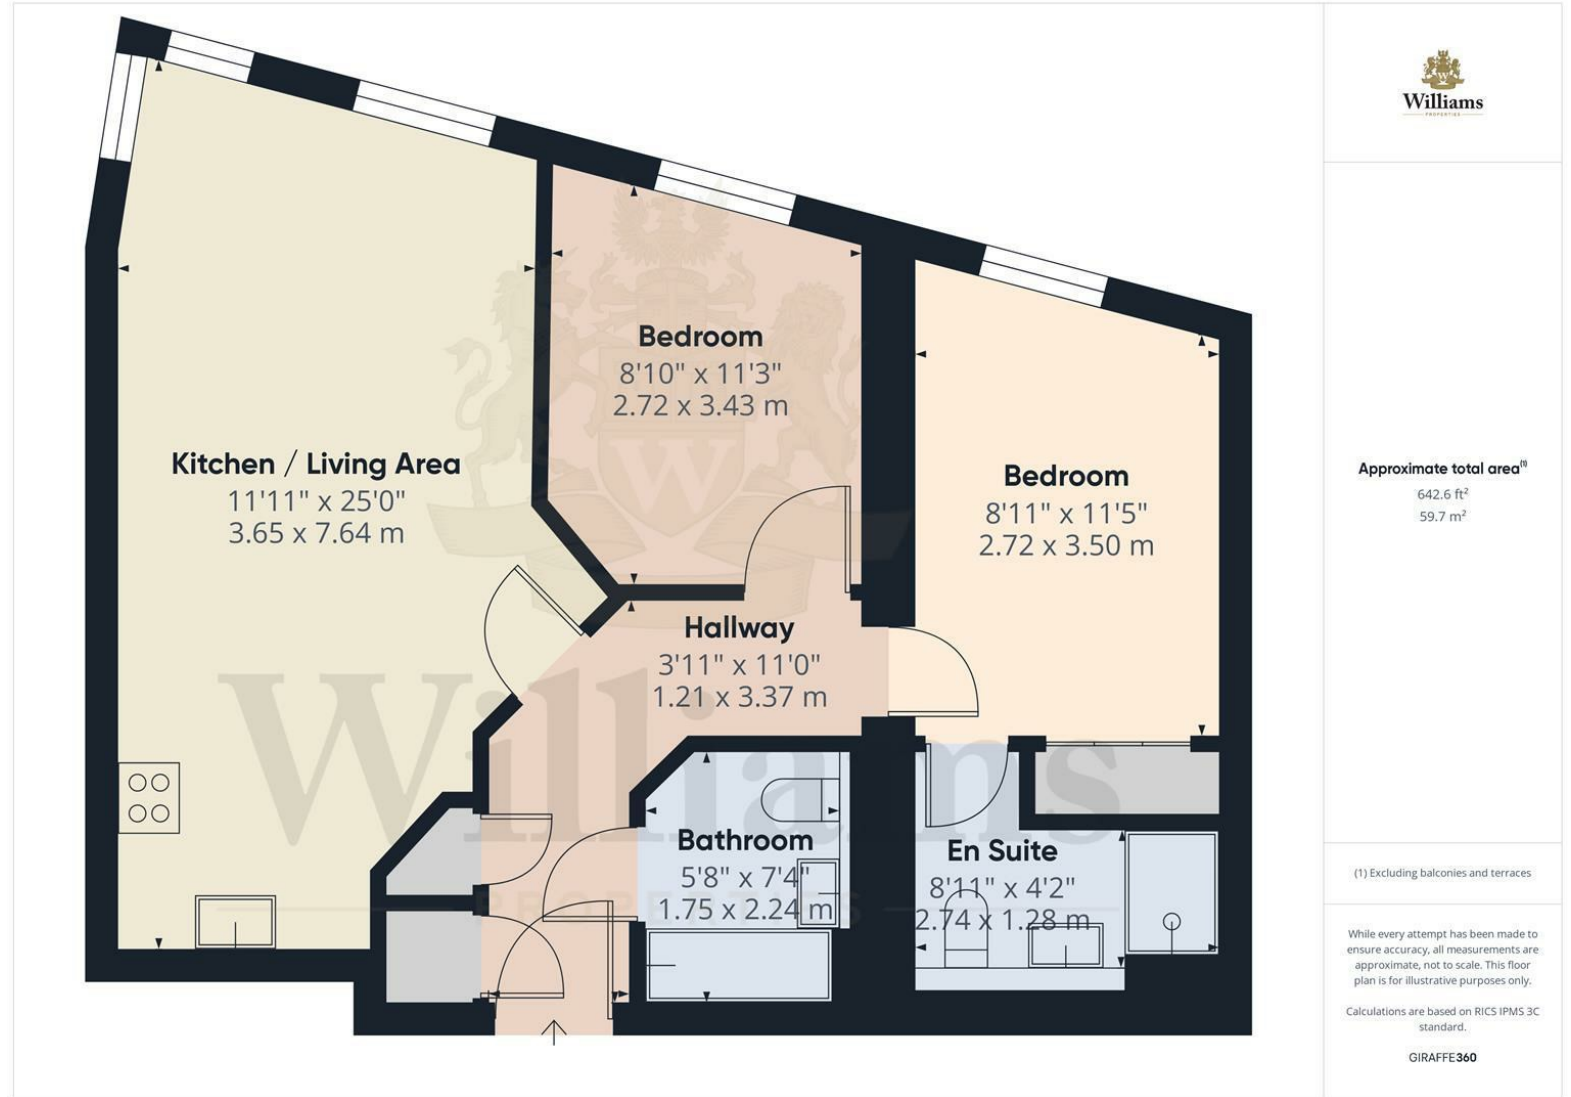 Kitchen / Living Area
11'11" x 25'0"
3.65 x 7.64 m
Bedroom
8'10" x 11'3"
2.72 x 3.43 m
Bedroom
8'11" x 11'5"
2.72 x 3.50 m
Hallway
3'11" x 11'0"
1.21 x 3.37 m
Bathroom
5'8" x 7'4"
1.75 x 2.24 m
En Suite
8'11" x 4'2"
2.74 x 1.28 m
W
Williams
PROPERTIES
W
Williams
PROPERTIES
Approximate total area(1)
642.6 ft²
59.7 m²
(1) Excluding balconies and terraces
While every attempt has been made to
ensure accuracy, all measurements are
approximate, not to scale. This floor
plan is for illustrative purposes only.
Calculations are based on RICS IPMS 3C
standard.
GIRAFFE360